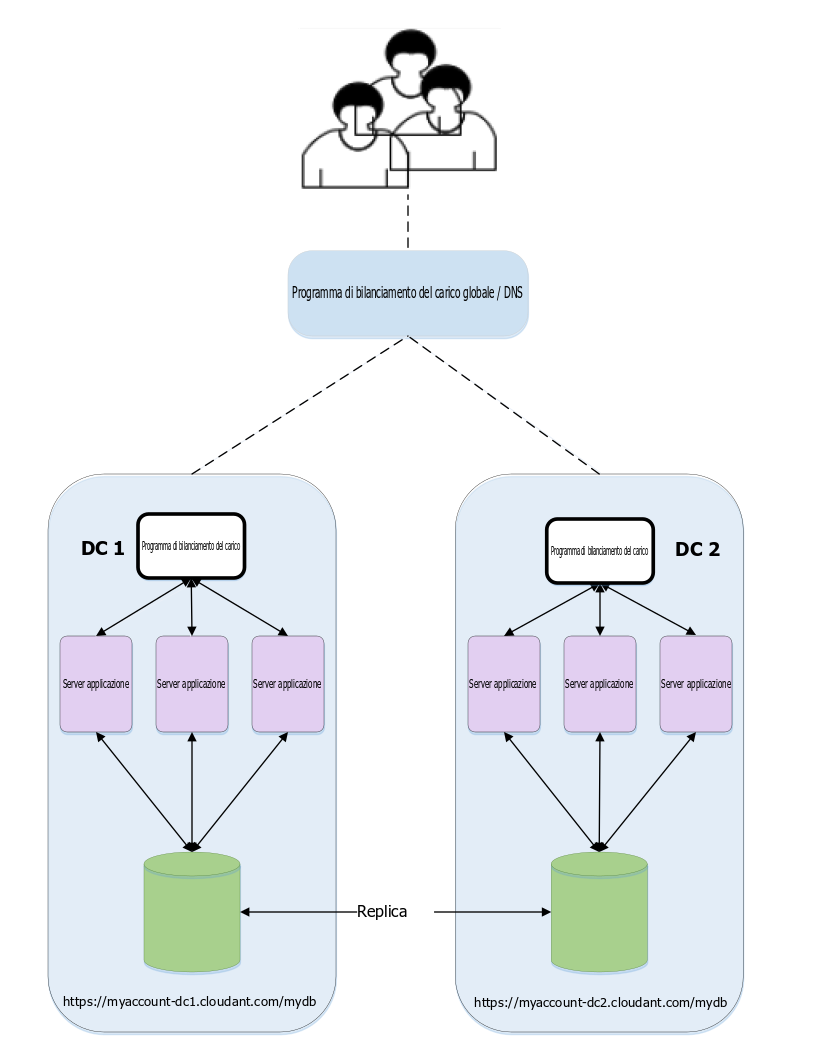 Programma di bilanciamento del carico globale / DNS
DC 1
Programma di bilanciamento del carico
Programma di bilanciamento del carico
DC 2
Server applicazione
Server applicazione
Server applicazione
Server applicazione
Server applicazione
Server applicazione
Replica
https://myaccount-dc1.cloudant.com/mydb
https://myaccount-dc2.cloudant.com/mydb